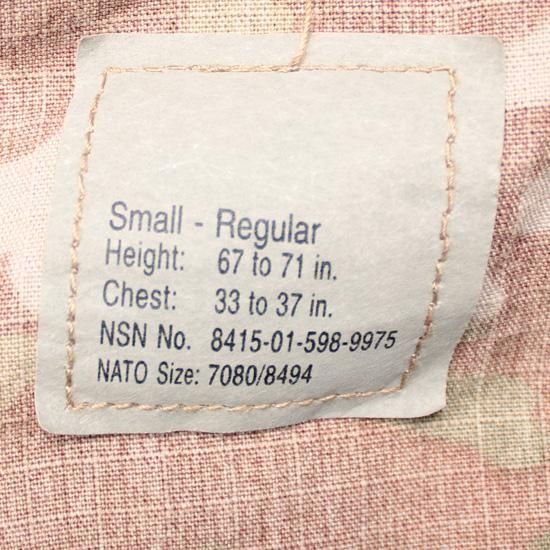 Small - Regular
Height: 67 to 71 in.
Chest: 33 to 37 in.
NSN No. 8415-01-598-9975
NATO Size: 7080/8494